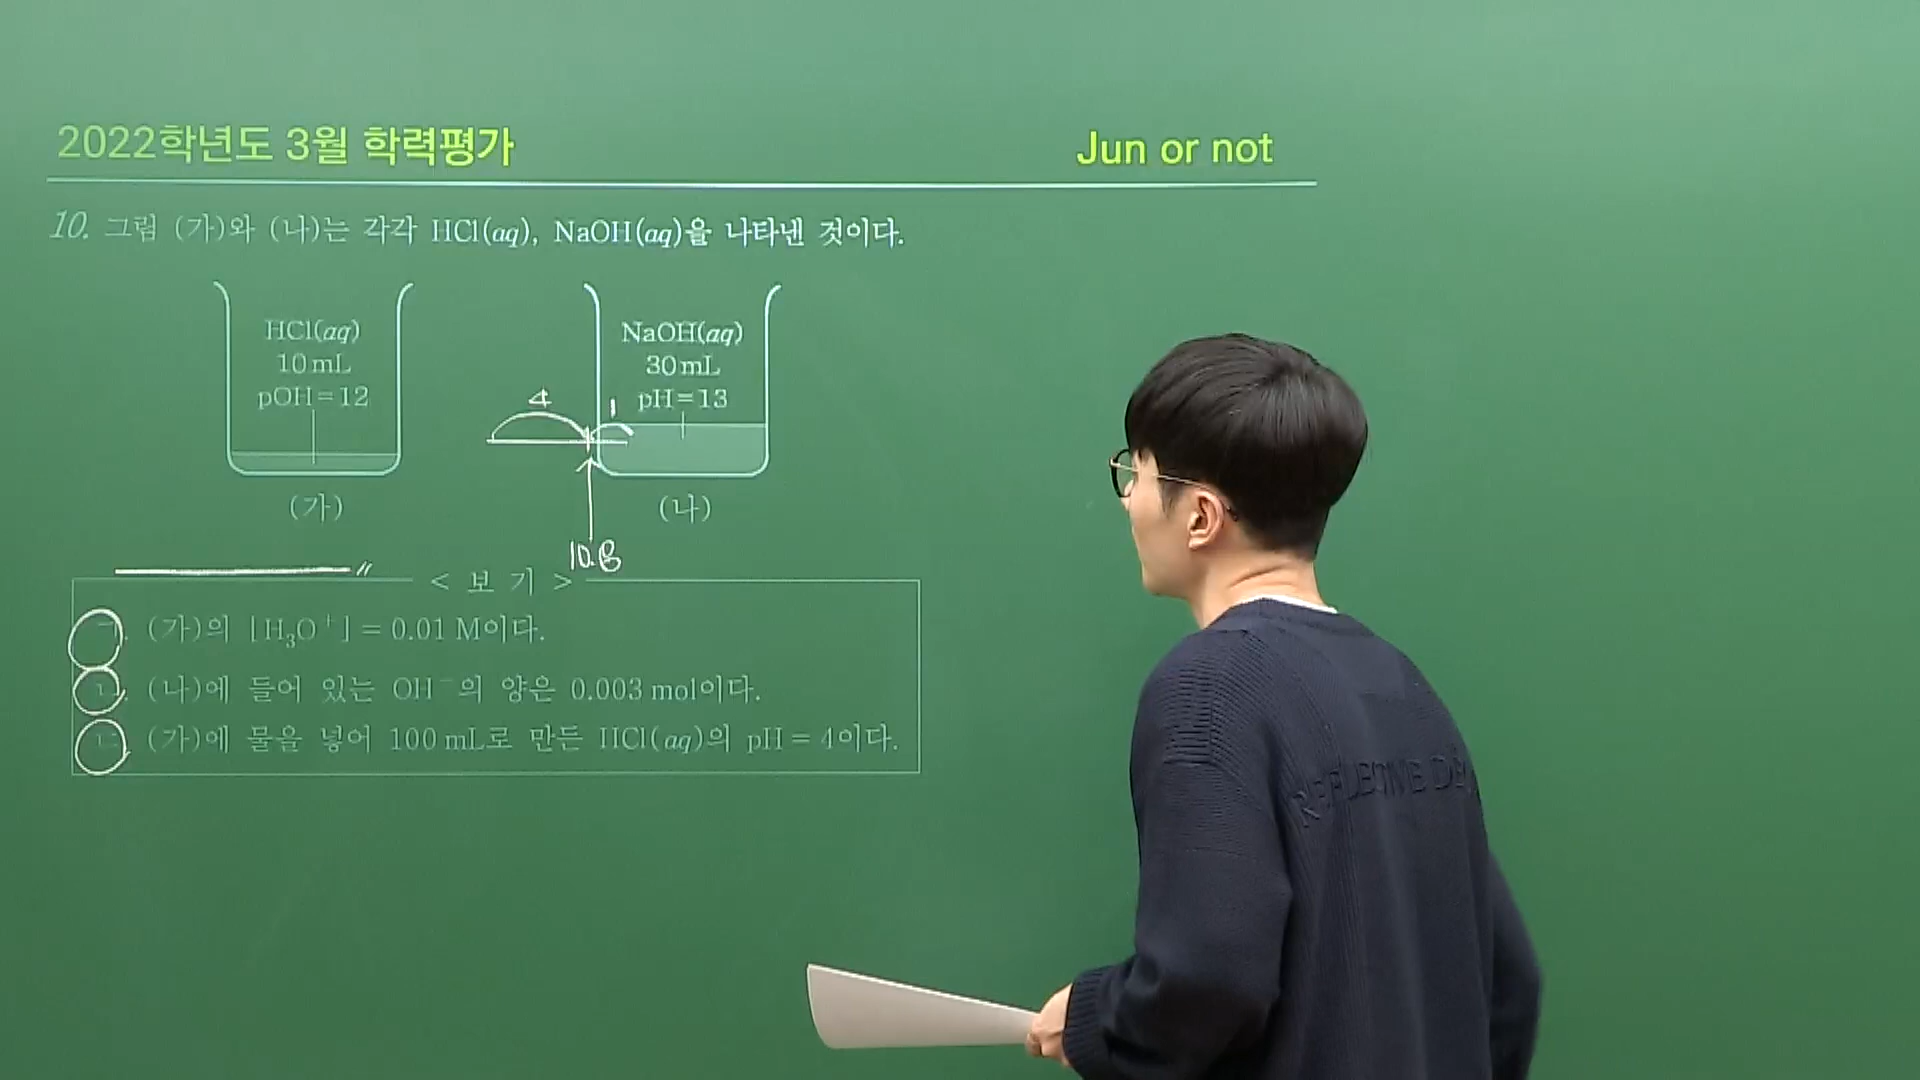 2022학년도 3월 학력평가
Jun or not
10. 그림 (가)와 (나)는 각각 HCl(aq), NaOH(aq)을 나타낸 것이다.
HCl(aq)
10 mL
pOH=12
(가)
4
1
10.8
NaOH(aq)
30 mL
pH=13
(나)
< 보 기 >
ㄱ. (가)의 [H₃O⁺] = 0.01 M이다.
ㄴ. (나)에 들어 있는 OH⁻의 양은 0.003 mol이다.
ㄷ. (가)에 물을 넣어 100 mL로 만든 HCl(aq)의 pH = 4이다.